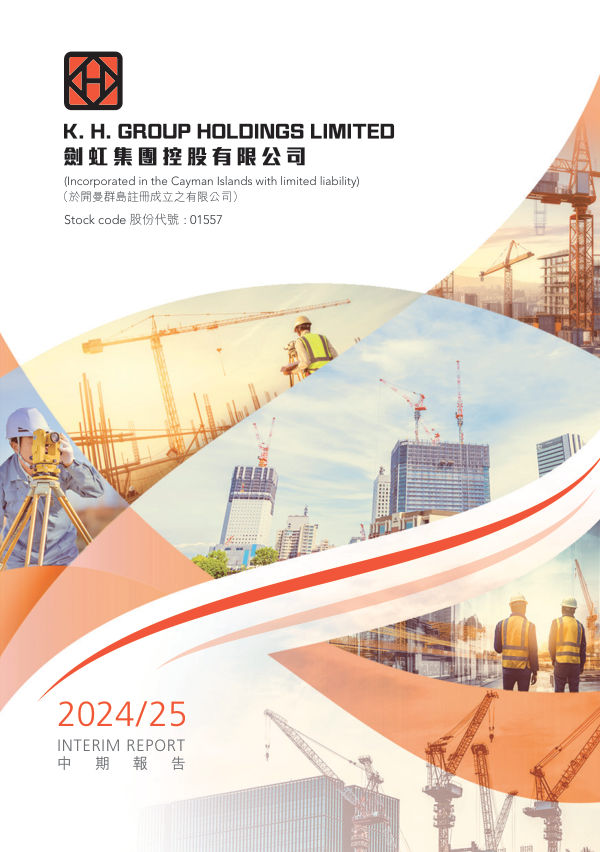 K. H. GROUP HOLDINGS LIMITED
劍虹集團控股有限公司
(Incorporated in the Cayman Islands with limited liability)
(於開曼群島註冊成立之有限公司)
Stock code 股份代號 : 01557
2024/25
INTERIM REPORT
中期報告